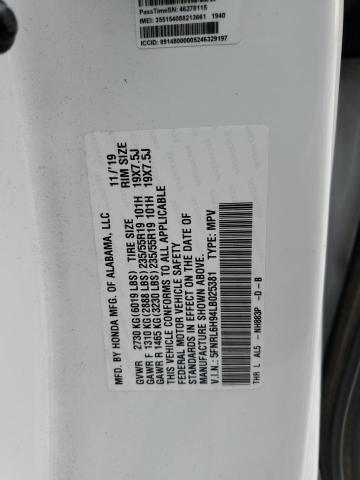 PassTimeSN: 46378115
IMEI: 355154088213661 1940
ICCID: 89148000005246329197
MFD. BY HONDA MFG. OF ALABAMA, LLC 11/'19
TIRE SIZE RIM SIZE
GVWR 2730 KG(6019 LBS)
GAWR F 1310 KG(2888 LBS) 235/55R19 101H 19X7.5J
GAWR R 1465 KG(3230 LBS) 235/55R19 101H 19X7.5J
THIS VEHICLE CONFORMS TO ALL APPLICABLE
FEDERAL MOTOR VEHICLE SAFETY
STANDARDS IN EFFECT ON THE DATE OF
MANUFACTURE SHOWN ABOVE.
V.I.N.: 5FNRL6H94LB025381 TYPE: MPV
THR L AL5 - NH883P -D -B